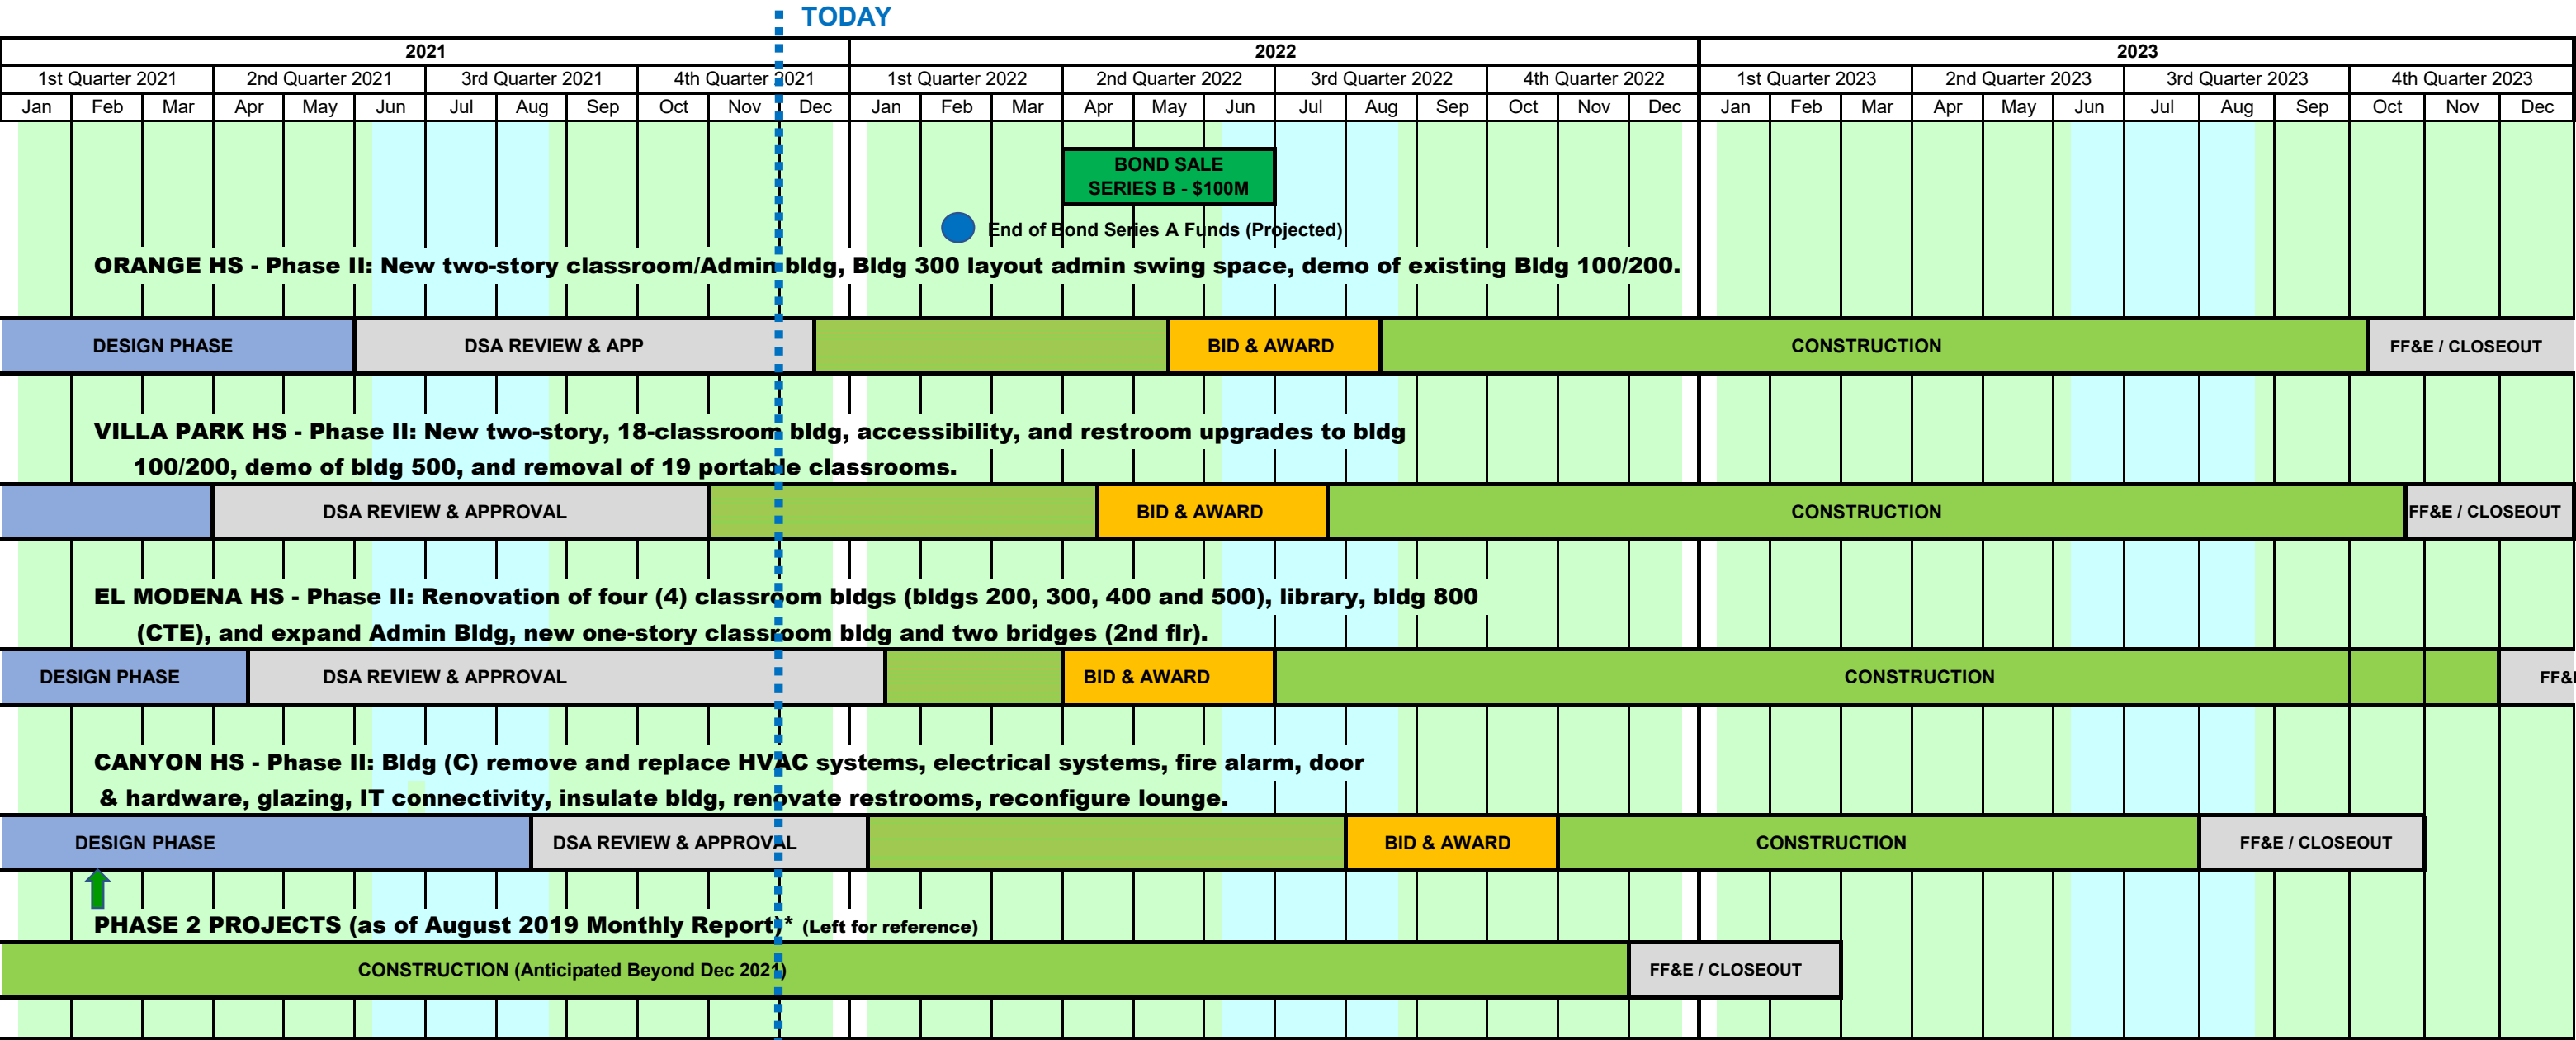 TODAY
2021 2022 2023
1st Quarter 2021 2nd Quarter 2021 3rd Quarter 2021 4th Quarter 2021 1st Quarter 2022 2nd Quarter 2022 3rd Quarter 2022 4th Quarter 2022 1st Quarter 2023 2nd Quarter 2023 3rd Quarter 2023 4th Quarter 2023
Jan Feb Mar Apr May Jun Jul Aug Sep Oct Nov Dec Jan Feb Mar Apr May Jun Jul Aug Sep Oct Nov Dec Jan Feb Mar Apr May Jun Jul Aug Sep Oct Nov Dec
BOND SALE
SERIES B - $100M
End of Bond Series A Funds (Projected)
ORANGE HS - Phase II: New two-story classroom/Admin bldg, Bldg 300 layout admin swing space, demo of existing Bldg 100/200.
DESIGN PHASE DSA REVIEW & APP BID & AWARD CONSTRUCTION FF&E / CLOSEOUT
VILLA PARK HS - Phase II: New two-story, 18-classroom bldg, accessibility, and restroom upgrades to bldg
100/200, demo of bldg 500, and removal of 19 portable classrooms.
DSA REVIEW & APPROVAL BID & AWARD CONSTRUCTION FF&E / CLOSEOUT
EL MODENA HS - Phase II: Renovation of four (4) classroom bldgs (bldgs 200, 300, 400 and 500), library, bldg 800
(CTE), and expand Admin Bldg, new one-story classroom bldg and two bridges (2nd flr).
DESIGN PHASE DSA REVIEW & APPROVAL BID & AWARD CONSTRUCTION FF&
CANYON HS - Phase II: Bldg (C) remove and replace HVAC systems, electrical systems, fire alarm, door
& hardware, glazing, IT connectivity, insulate bldg, renovate restrooms, reconfigure lounge.
DESIGN PHASE DSA REVIEW & APPROVAL BID & AWARD CONSTRUCTION FF&E / CLOSEOUT
PHASE 2 PROJECTS (as of August 2019 Monthly Report)* (Left for reference)
CONSTRUCTION (Anticipated Beyond Dec 2021) FF&E / CLOSEOUT